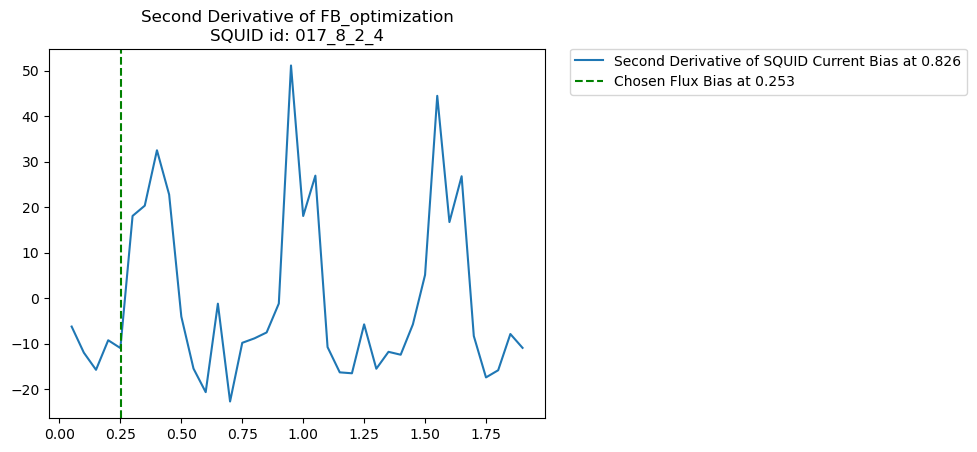 Second Derivative of FB_optimization
SQUID id: 017_8_2_4
Second Derivative of SQUID Current Bias at 0.826
Chosen Flux Bias at 0.253
50
40
30
20
10
0
−10
−20
0.00 0.25 0.50 0.75 1.00 1.25 1.50 1.75